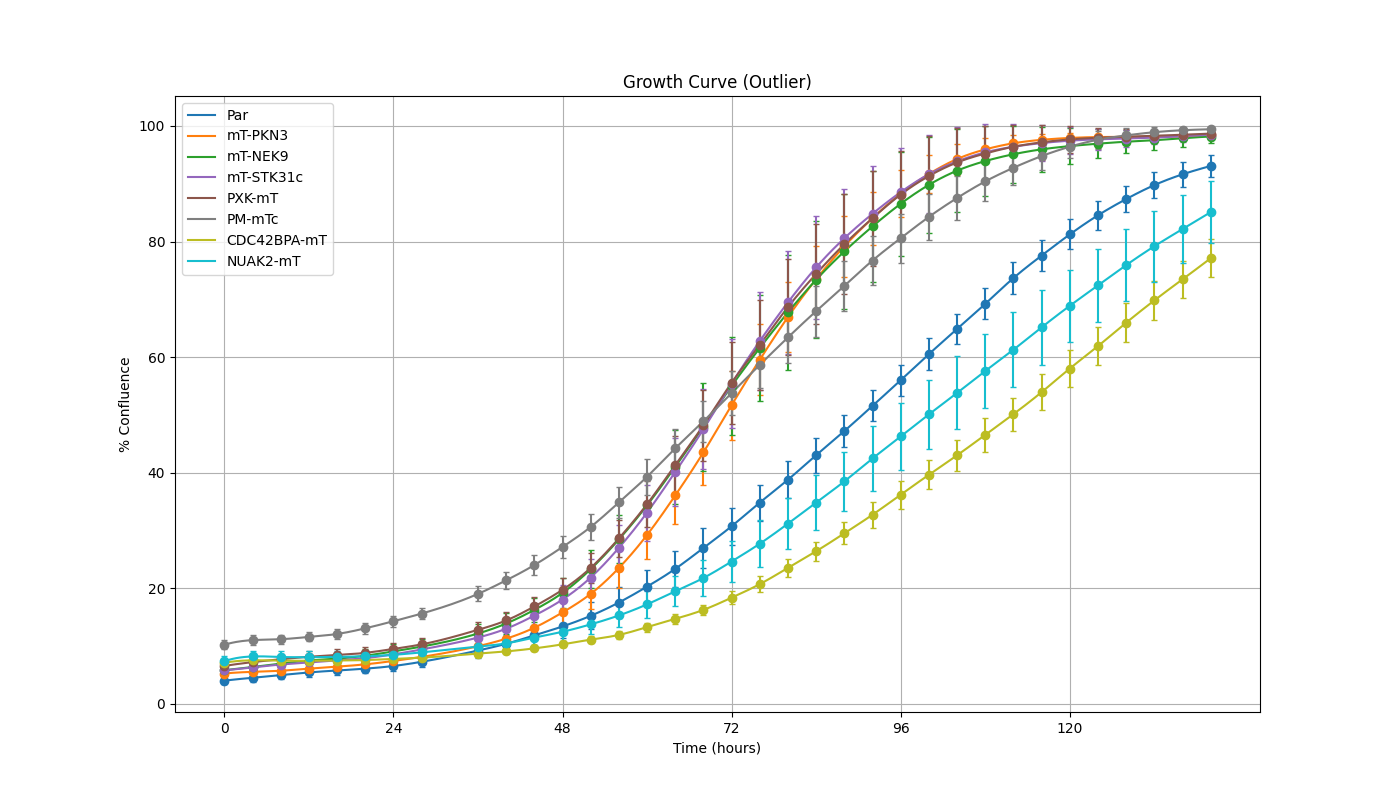 Growth Curve (Outlier)
Par
mT-PKN3
mT-NEK9
mT-STK31c
PXK-mT
PM-mTc
CDC42BPA-mT
NUAK2-mT
% Confluence
100
80
60
40
20
0
0 24 48 72 96 120
Time (hours)